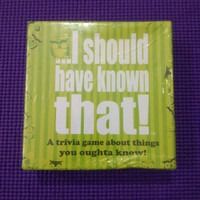 ...I should
have known
that!
A trivia game about things
you oughta know!